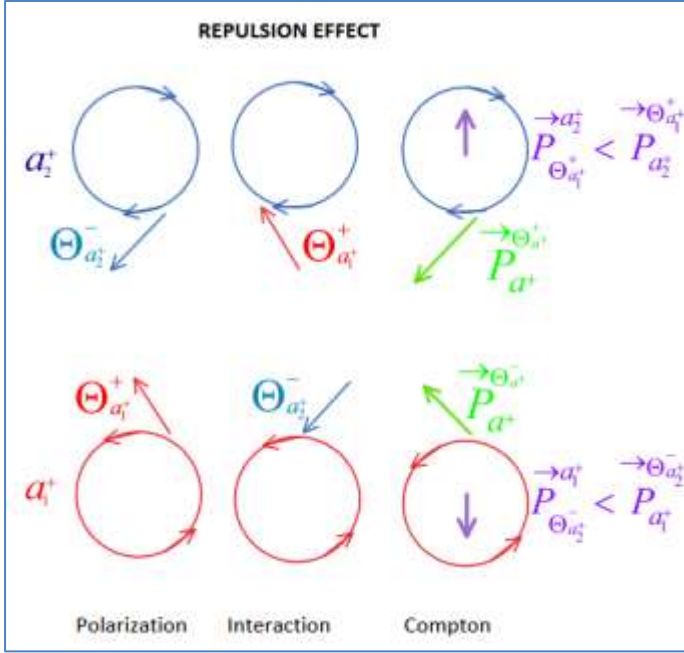 REPULSION EFFECT
a₂⁺
Θ⁻ₐ₂⁺
Θ⁺ₐ₁⁺
P⃗^{a₂⁺}_{Θ⁺_{a₁⁺}} < P⃗^{Θ⁺_{a₁⁺}}_{a₂⁺}
P⃗^{Θ⁺_{a⁺}}_{a⁺}
Θ⁺ₐ₁⁺
Θ⁻ₐ₂⁺
P⃗^{Θ⁻_{a⁺}}_{a⁺}
a₁⁺
P⃗^{a₁⁺}_{Θ⁻_{a₂⁺}} < P⃗^{Θ⁻_{a₂⁺}}_{a₁⁺}
Polarization Interaction Compton